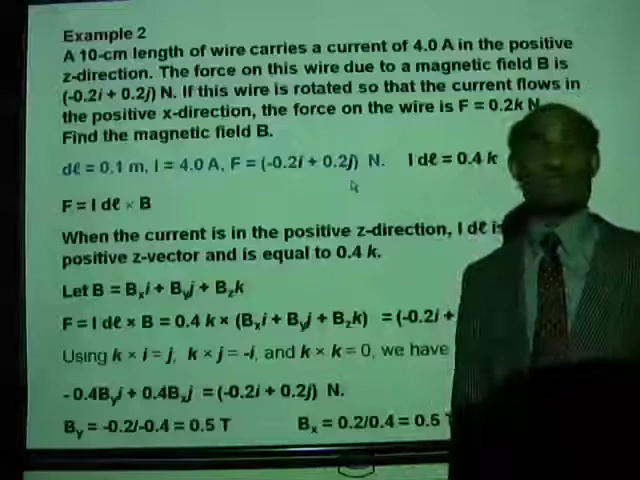 Example 2
A 10-cm length of wire carries a current of 4.0 A in the positive
z-direction. The force on this wire due to a magnetic field B is
(-0.2i + 0.2j) N. If this wire is rotated so that the current flows in
the positive x-direction, the force on the wire is F = 0.2k N
Find the magnetic field B.
dℓ = 0.1 m, I = 4.0 A, F = (-0.2i + 0.2j) N. I dℓ = 0.4 k
F = I dℓ × B
When the current is in the positive z-direction, I dℓ is
positive z-vector and is equal to 0.4 k.
Let B = Bₓi + Bᵧj + B_zk
F = I dℓ × B = 0.4 k × (Bₓi + Bᵧj + B_zk) = (-0.2i +
Using k × i = j, k × j = -i, and k × k = 0, we have
-0.4Bᵧi + 0.4Bₓj = (-0.2i + 0.2j) N.
Bᵧ = -0.2/-0.4 = 0.5 T Bₓ = 0.2/0.4 = 0.5 T